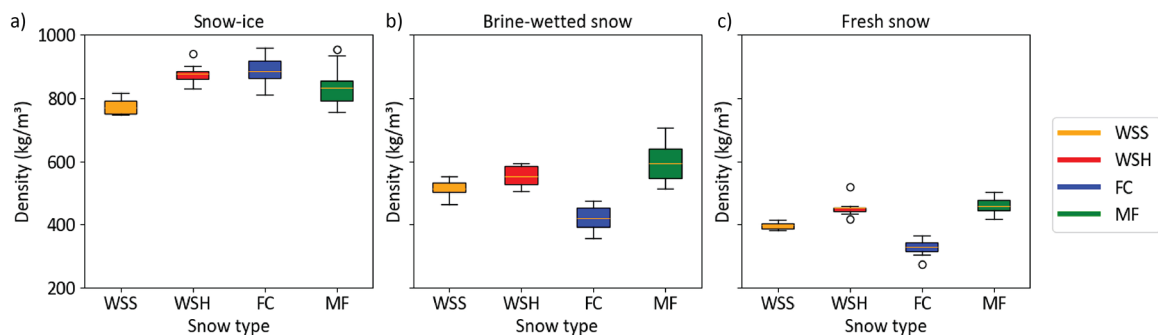 a) Snow-ice
b) Brine-wetted snow
c) Fresh snow
Density (kg/m³)
1000
800
600
400
200
WSS WSH FC MF
Snow type
Density (kg/m³)
WSS WSH FC MF
Snow type
Density (kg/m³)
WSS WSH FC MF
Snow type
WSS
WSH
FC
MF